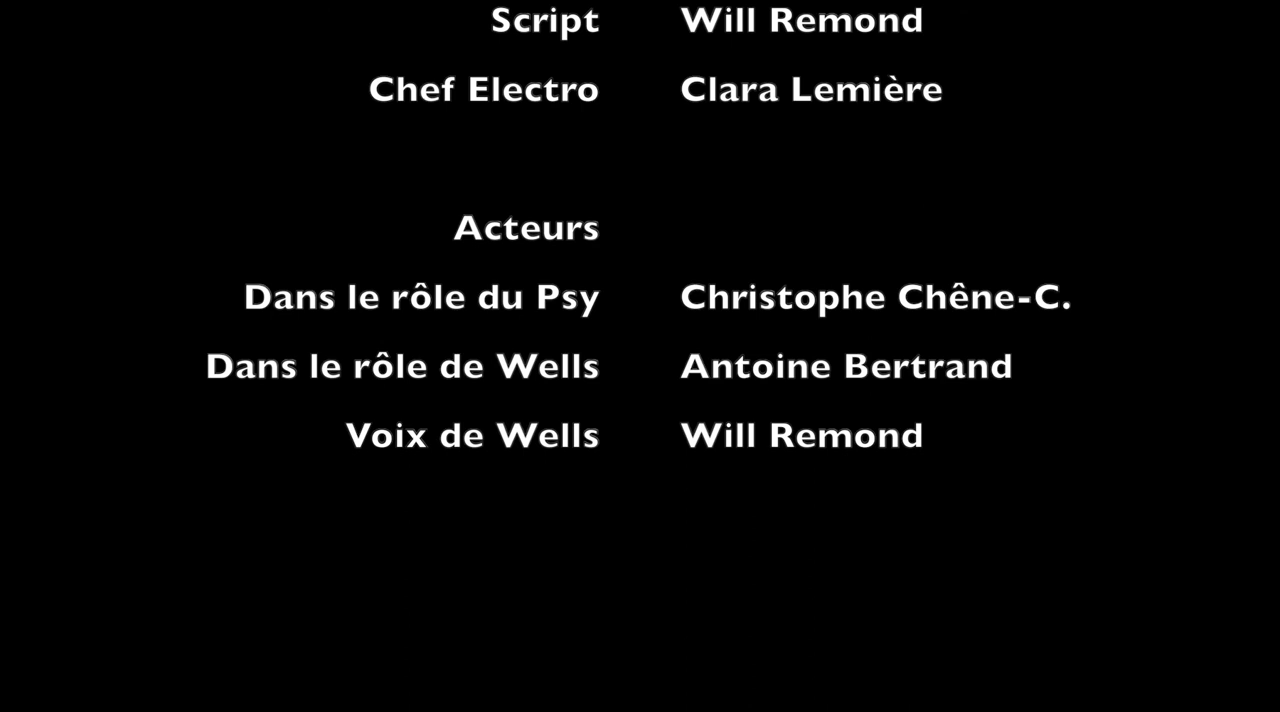 Script Will Remond
Chef Electro Clara Lemière
Acteurs
Dans le rôle du Psy Christophe Chêne-C.
Dans le rôle de Wells Antoine Bertrand
Voix de Wells Will Remond